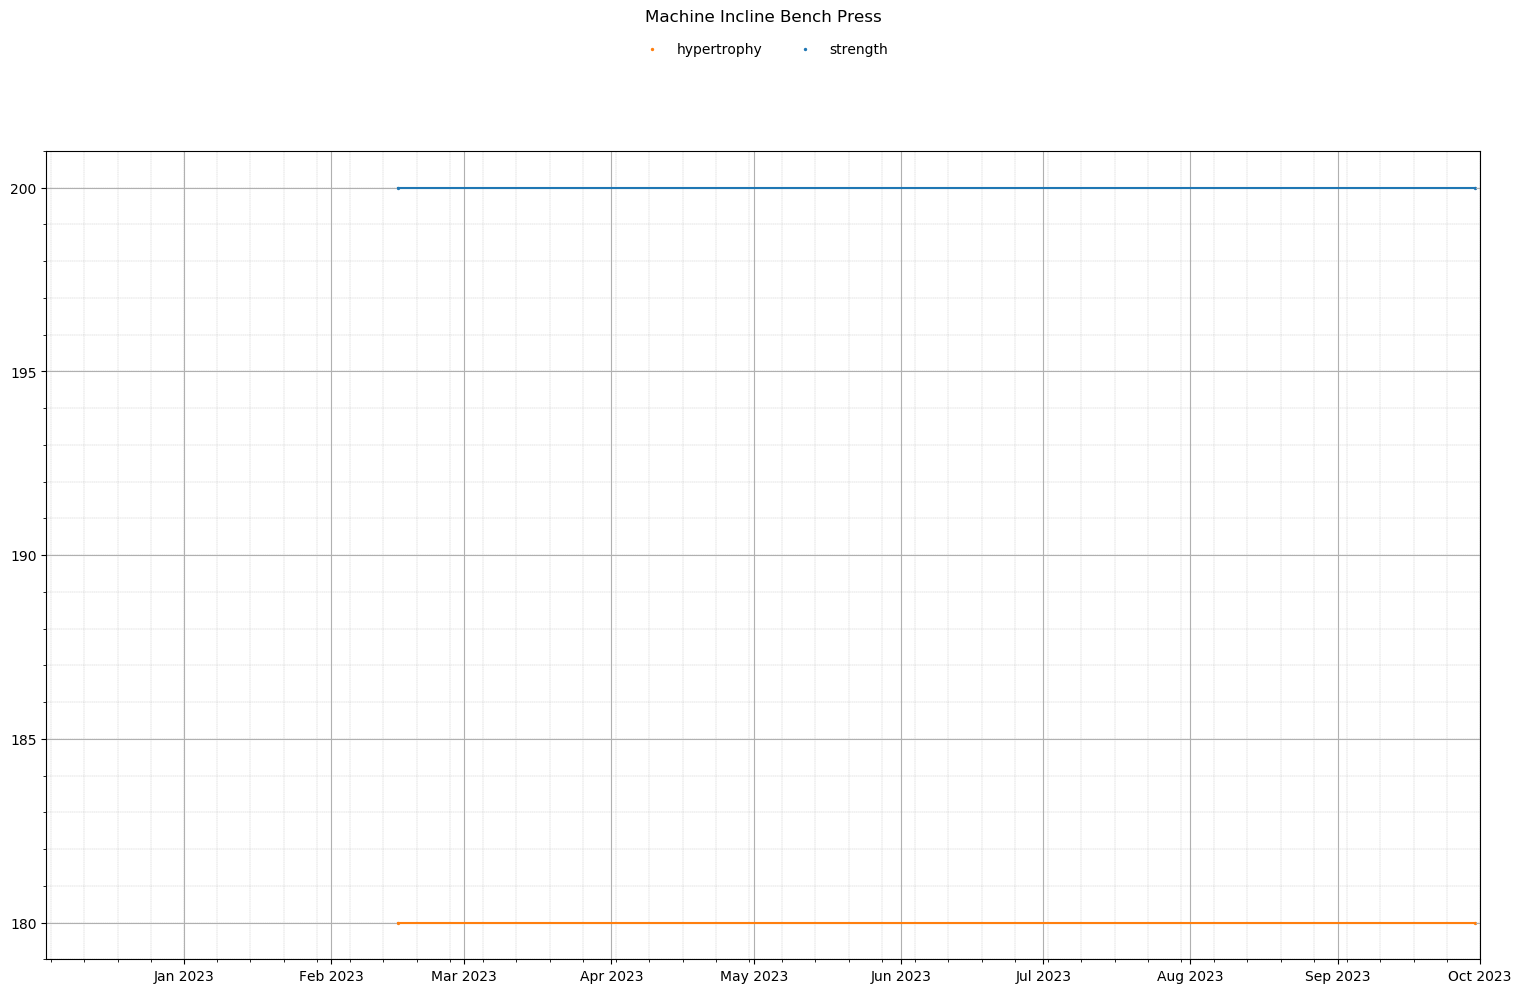 Machine Incline Bench Press
hypertrophy strength
200
195
190
185
180
Jan 2023 Feb 2023 Mar 2023 Apr 2023 May 2023 Jun 2023 Jul 2023 Aug 2023 Sep 2023 Oct 2023